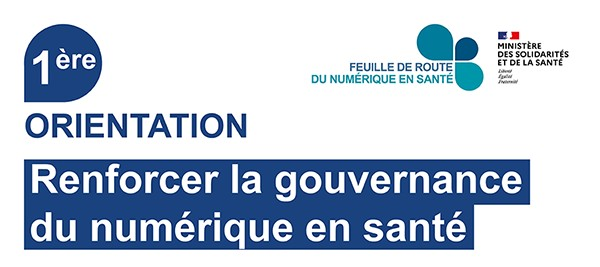 1ère
ORIENTATION
Renforcer la gouvernance
du numérique en santé
FEUILLE DE ROUTE
DU NUMÉRIQUE EN SANTÉ
MINISTÈRE
DES SOLIDARITÉS
ET DE LA SANTÉ
Liberté
Égalité
Fraternité